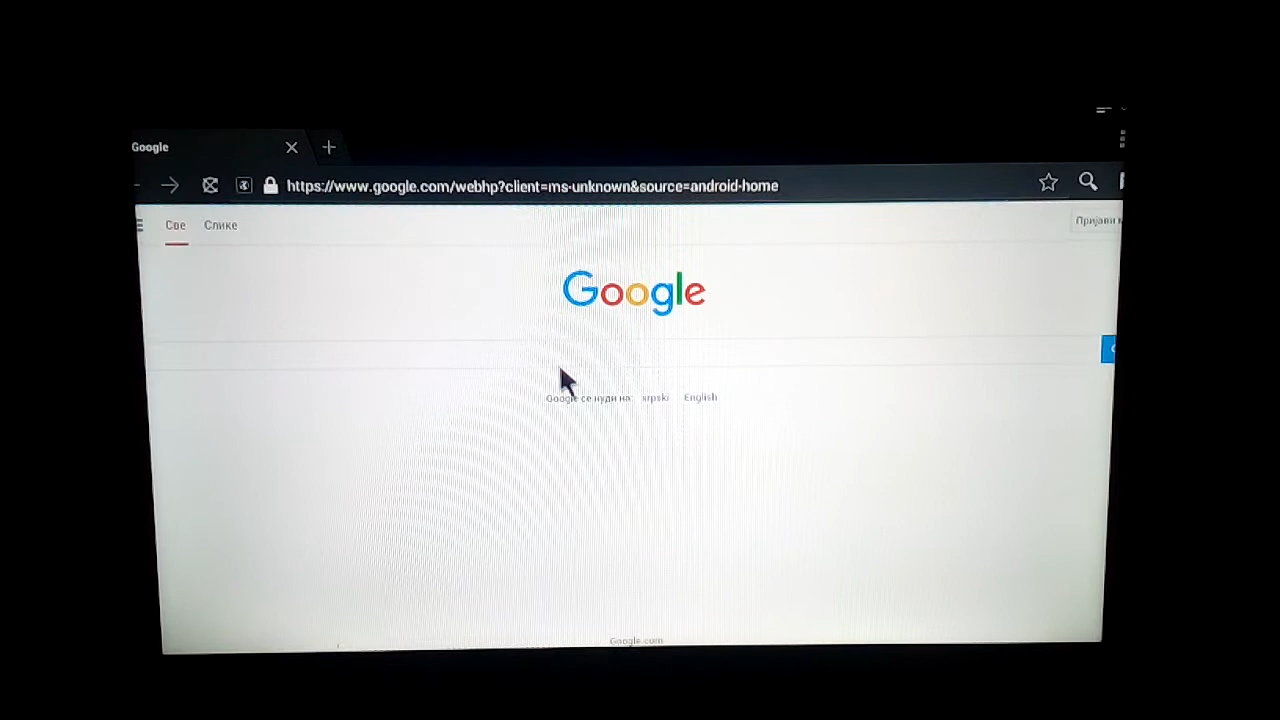 Google
https://www.google.com/webhp?client=ms-unknown&source=android-home
Све Слике
Пријави
Google
Google се нуди на: srpski English
Google.com